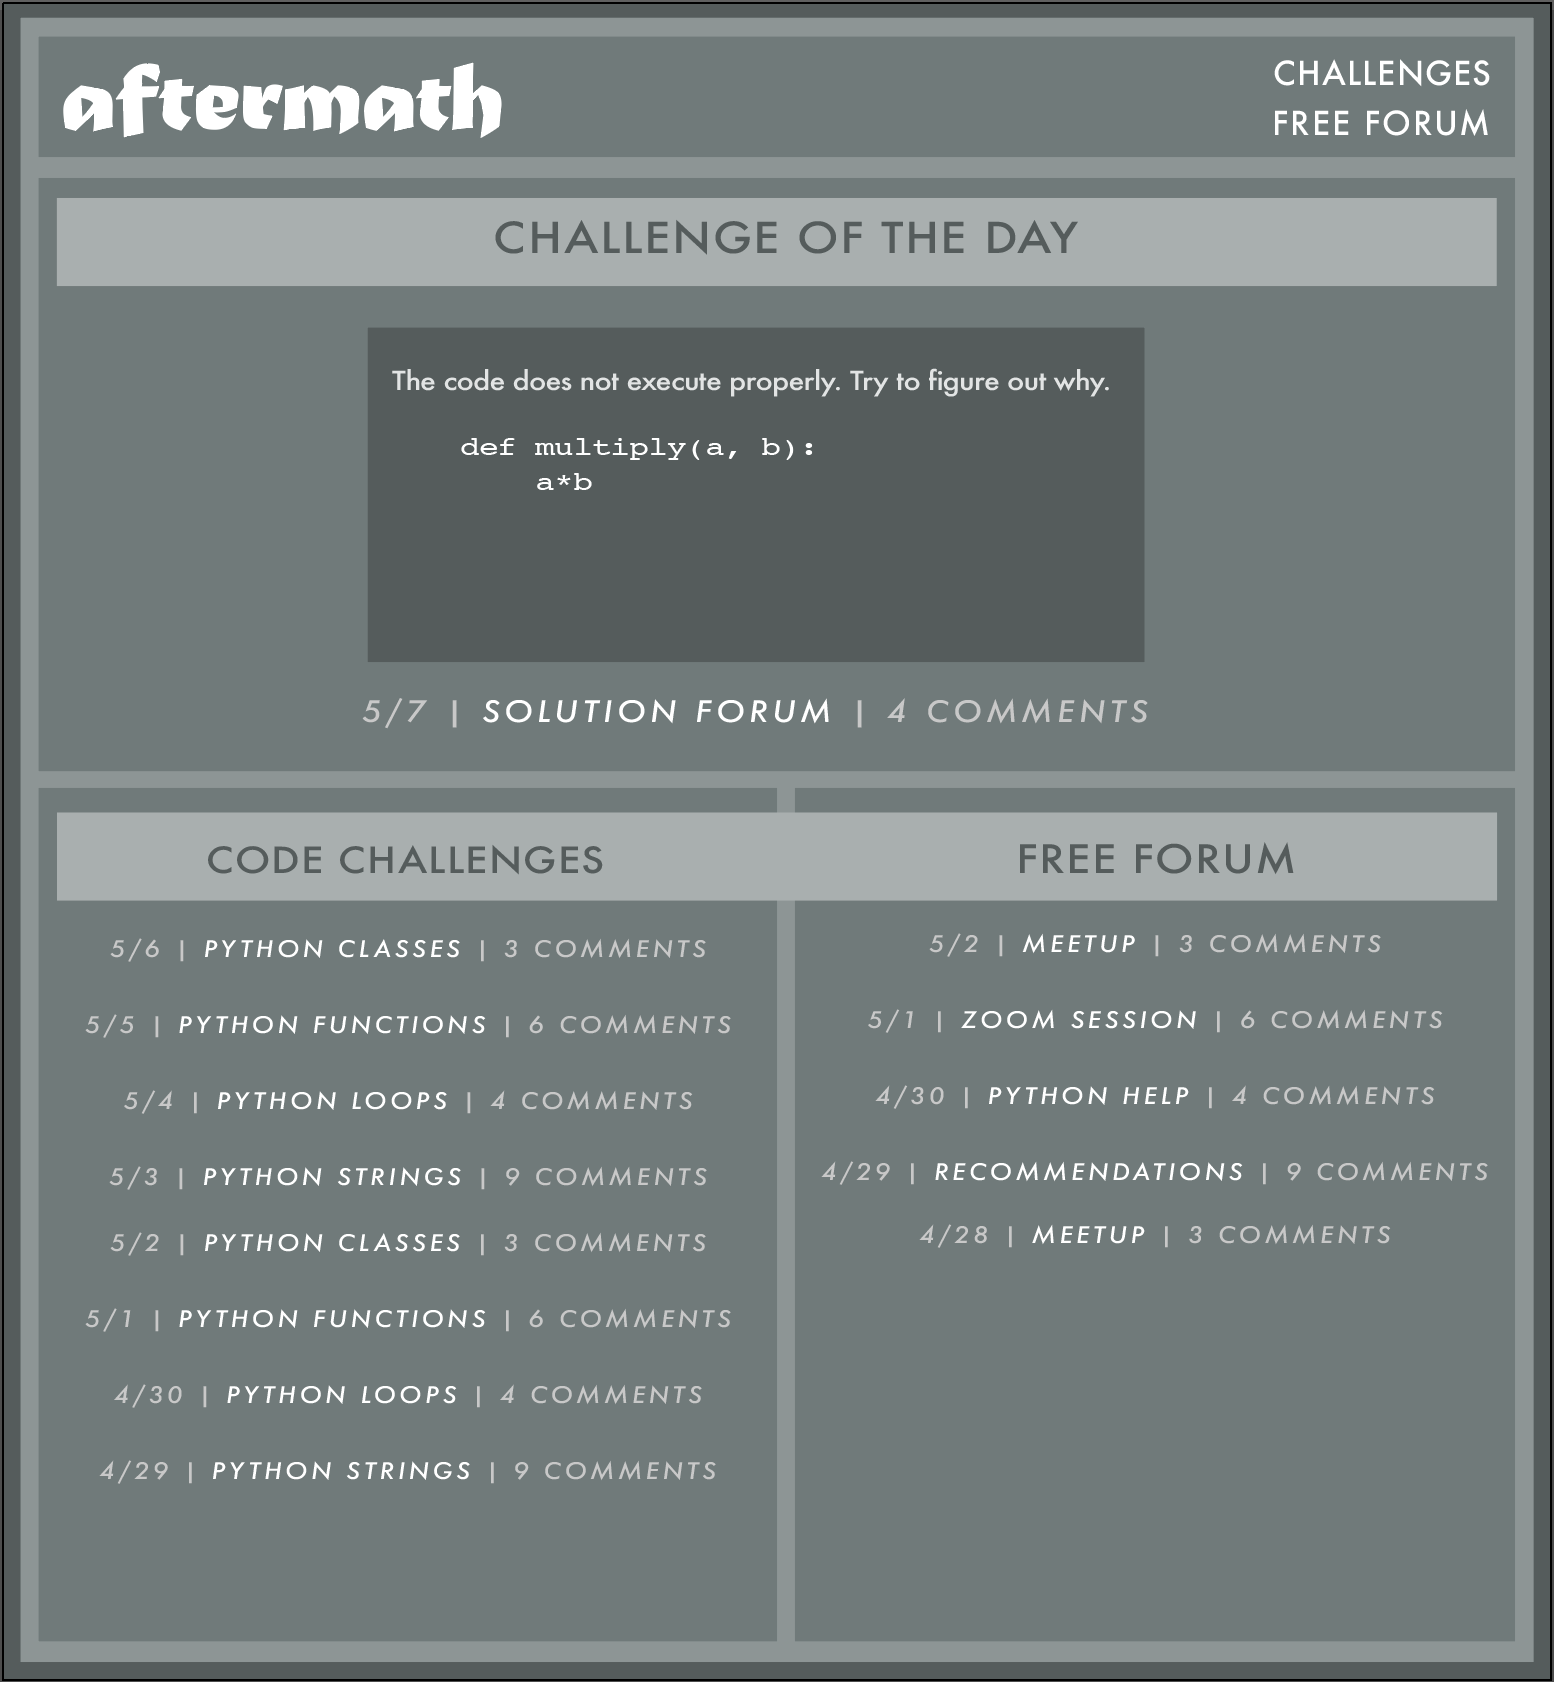 aftermath
CHALLENGES
FREE FORUM
CHALLENGE OF THE DAY
The code does not execute properly. Try to figure out why.
def multiply(a, b):
    a*b
5/7 | SOLUTION FORUM | 4 COMMENTS
CODE CHALLENGES
5/6 | PYTHON CLASSES | 3 COMMENTS
5/5 | PYTHON FUNCTIONS | 6 COMMENTS
5/4 | PYTHON LOOPS | 4 COMMENTS
5/3 | PYTHON STRINGS | 9 COMMENTS
5/2 | PYTHON CLASSES | 3 COMMENTS
5/1 | PYTHON FUNCTIONS | 6 COMMENTS
4/30 | PYTHON LOOPS | 4 COMMENTS
4/29 | PYTHON STRINGS | 9 COMMENTS
FREE FORUM
5/2 | MEETUP | 3 COMMENTS
5/1 | ZOOM SESSION | 6 COMMENTS
4/30 | PYTHON HELP | 4 COMMENTS
4/29 | RECOMMENDATIONS | 9 COMMENTS
4/28 | MEETUP | 3 COMMENTS